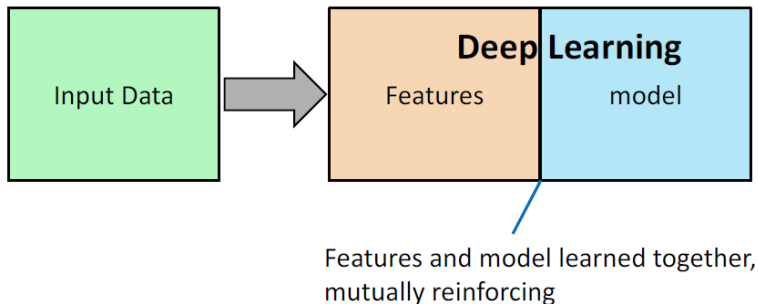 Deep Learning
Input Data
Features
model
Features and model learned together,
mutually reinforcing